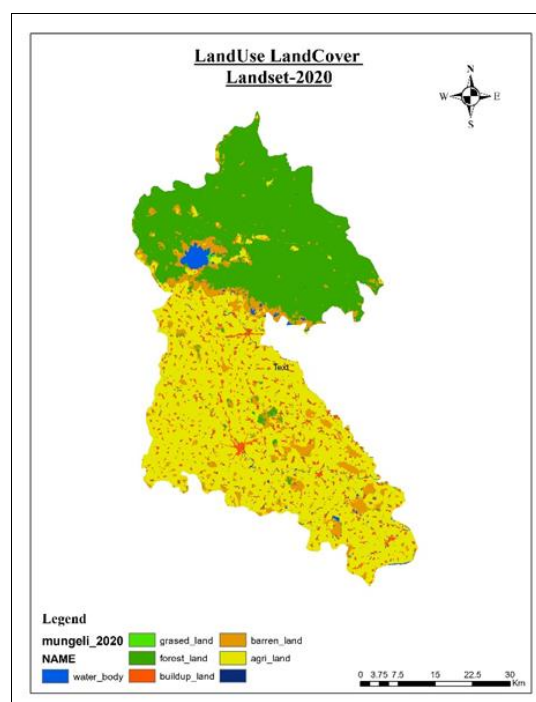 LandUse LandCover
Landset-2020
N
W E
S
Text
Legend
mungeli_2020 grased_land barren_land
NAME forost_land agri_land
water_body buildup_land
0 3.75 7.5 15 22.5 30
Km